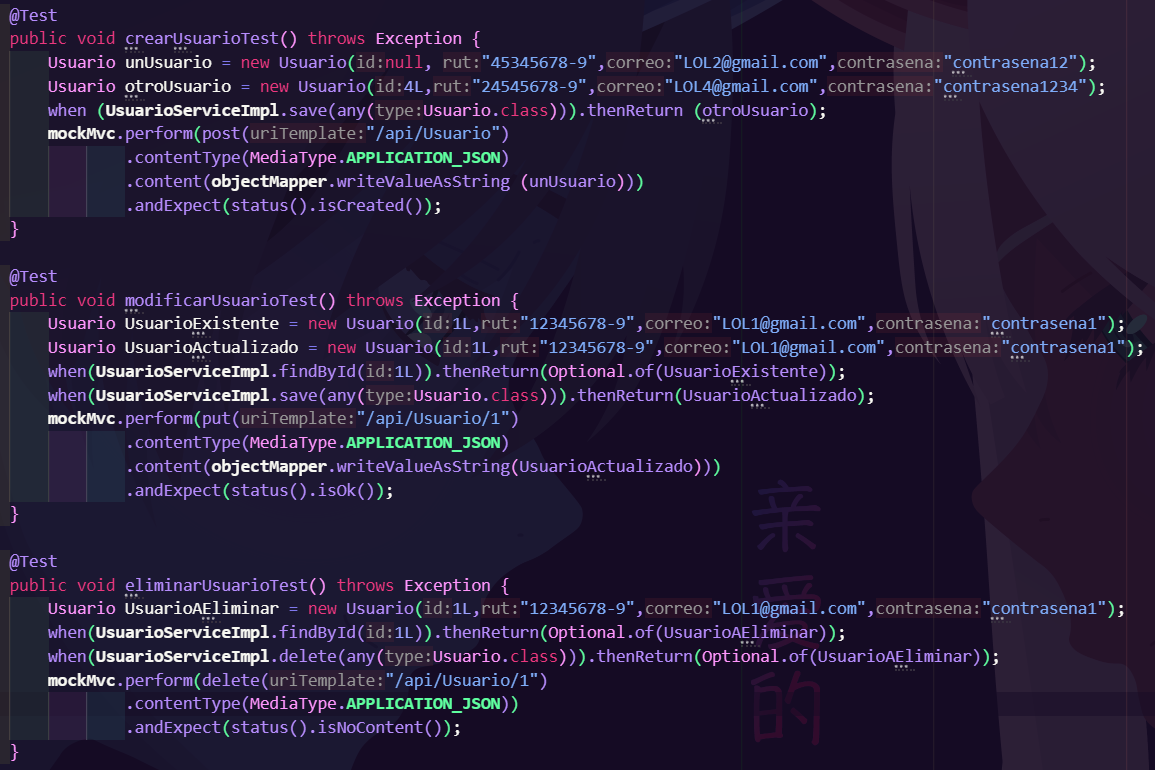 @Test
public void crearUsuarioTest() throws Exception {
Usuario unUsuario = new Usuario(id:null, rut:"45345678-9",correo:"LOL2@gmail.com",contrasena:"contrasena12");
Usuario otroUsuario = new Usuario(id:4L,rut:"24545678-9",correo:"LOL4@gmail.com",contrasena:"contrasena1234");
when (UsuarioServiceImpl.save(any(type:Usuario.class))).thenReturn (otroUsuario);
mockMvc.perform(post(uriTemplate:"/api/Usuario")
.contentType(MediaType.APPLICATION_JSON)
.content(objectMapper.writeValueAsString (unUsuario)))
.andExpect(status().isCreated());
}
@Test
public void modificarUsuarioTest() throws Exception {
Usuario UsuarioExistente = new Usuario(id:1L,rut:"12345678-9",correo:"LOL1@gmail.com",contrasena:"contrasena1");
Usuario UsuarioActualizado = new Usuario(id:1L,rut:"12345678-9",correo:"LOL1@gmail.com",contrasena:"contrasena1");
when(UsuarioServiceImpl.findById(id:1L)).thenReturn(Optional.of(UsuarioExistente));
when(UsuarioServiceImpl.save(any(type:Usuario.class))).thenReturn(UsuarioActualizado);
mockMvc.perform(put(uriTemplate:"/api/Usuario/1")
.contentType(MediaType.APPLICATION_JSON)
.content(objectMapper.writeValueAsString(UsuarioActualizado)))
.andExpect(status().isOk());
}
@Test
public void eliminarUsuarioTest() throws Exception {
Usuario UsuarioAEliminar = new Usuario(id:1L,rut:"12345678-9",correo:"LOL1@gmail.com",contrasena:"contrasena1");
when(UsuarioServiceImpl.findById(id:1L)).thenReturn(Optional.of(UsuarioAEliminar));
when(UsuarioServiceImpl.delete(any(type:Usuario.class))).thenReturn(Optional.of(UsuarioAEliminar));
mockMvc.perform(delete(uriTemplate:"/api/Usuario/1")
.contentType(MediaType.APPLICATION_JSON))
.andExpect(status().isNoContent());
}
亲爱的